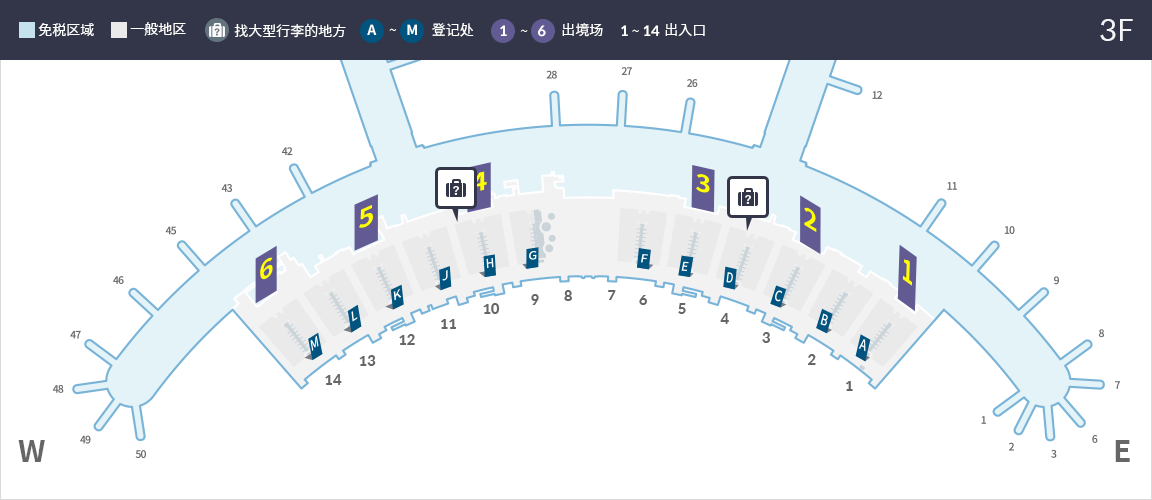 免税区域 一般地区 找大型行李的地方 A ~ M 登记处 1 ~ 6 出境场 1 ~ 14 出入口 3F
28 27 26 12
42 43 45 46 47 48 49 50
11 10 9 8 7 6 3 2 1
6 5 4 3 2 1
? ?
M L K J H G F E D C B A
14 13 12 11 10 9 8 7 6 5 4 3 2 1
W E